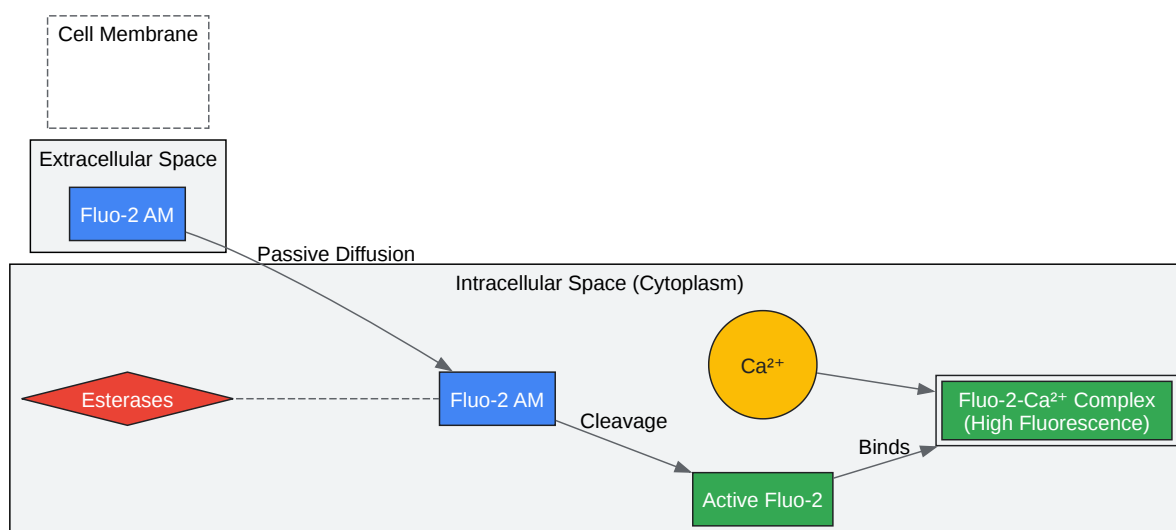 Cell Membrane
Extracellular Space
Fluo-2 AM
Passive Diffusion
Intracellular Space (Cytoplasm)
Ca²⁺
Esterases
Fluo-2 AM
Cleavage
Fluo-2-Ca²⁺ Complex
(High Fluorescence)
Binds
Active Fluo-2